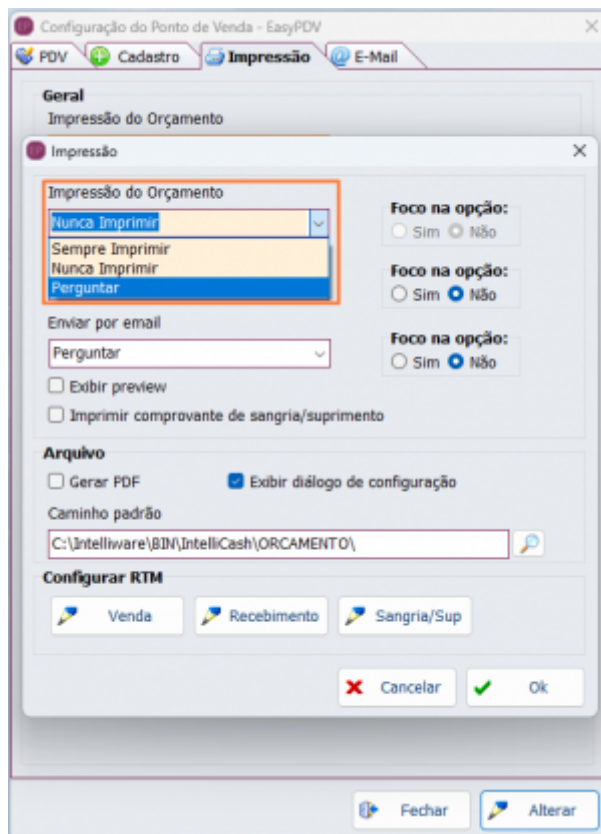 Configuração do Ponto de Venda - EasyPDV
PDV Cadastro Impressão E-Mail
Geral
Impressão do Orçamento
Impressão
Impressão do Orçamento
Nunca Imprimir
Sempre Imprimir
Nunca Imprimir
Perguntar
Foco na opção:
Sim Não
Foco na opção:
Sim Não
Enviar por email
Perguntar
Foco na opção:
Sim Não
Exibir preview
Imprimir comprovante de sangria/suprimento
Arquivo
Gerar PDF Exibir diálogo de configuração
Caminho padrão
C:\Intelliware\BIN\IntelliCash\ORCAMENTO\
Configurar RTM
Venda Recebimento Sangria/Sup
Cancelar Ok
Fechar Alterar